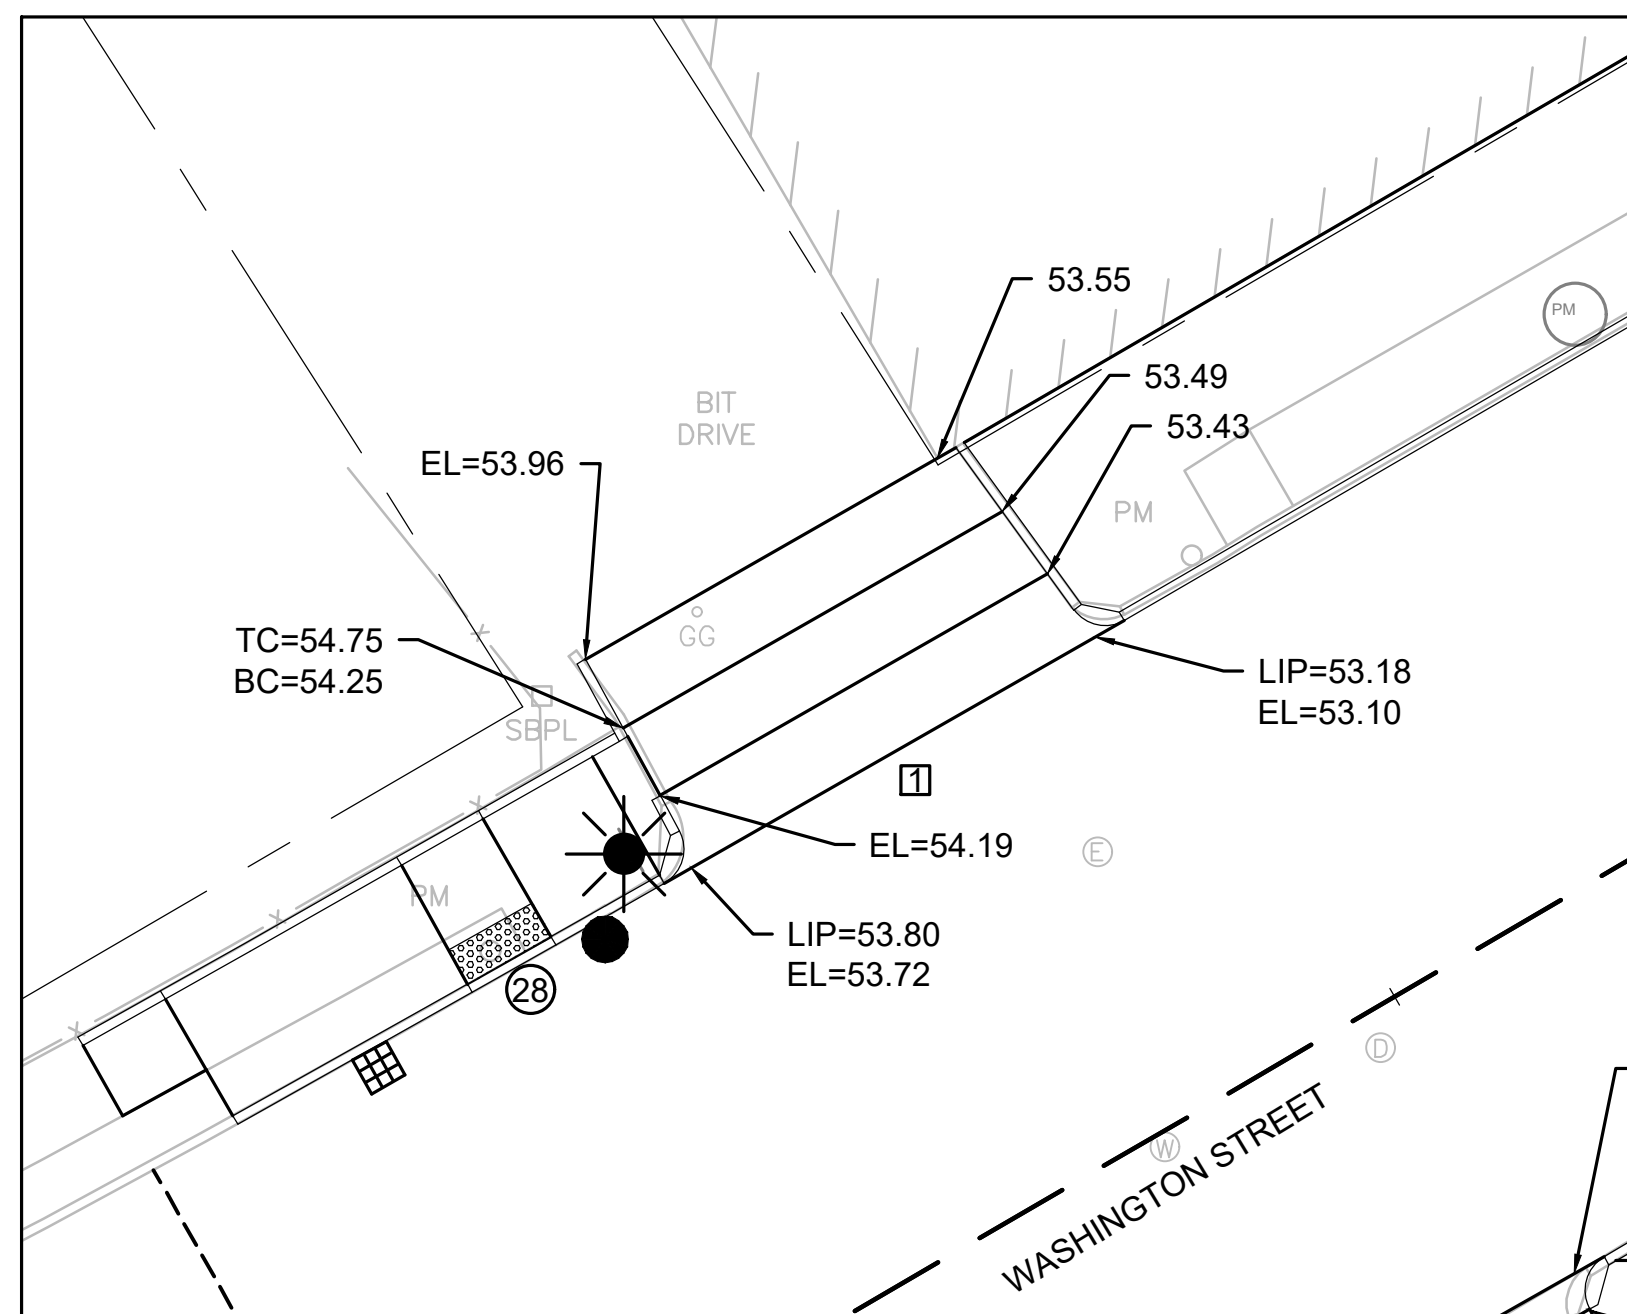 53.55
PM
53.49
BIT
DRIVE
53.43
EL=53.96
PM
GG
TC=54.75
BC=54.25
LIP=53.18
EL=53.10
SBPL
1
EL=54.19
E
PM
LIP=53.80
EL=53.72
28
D
W
WASHINGTON STREET